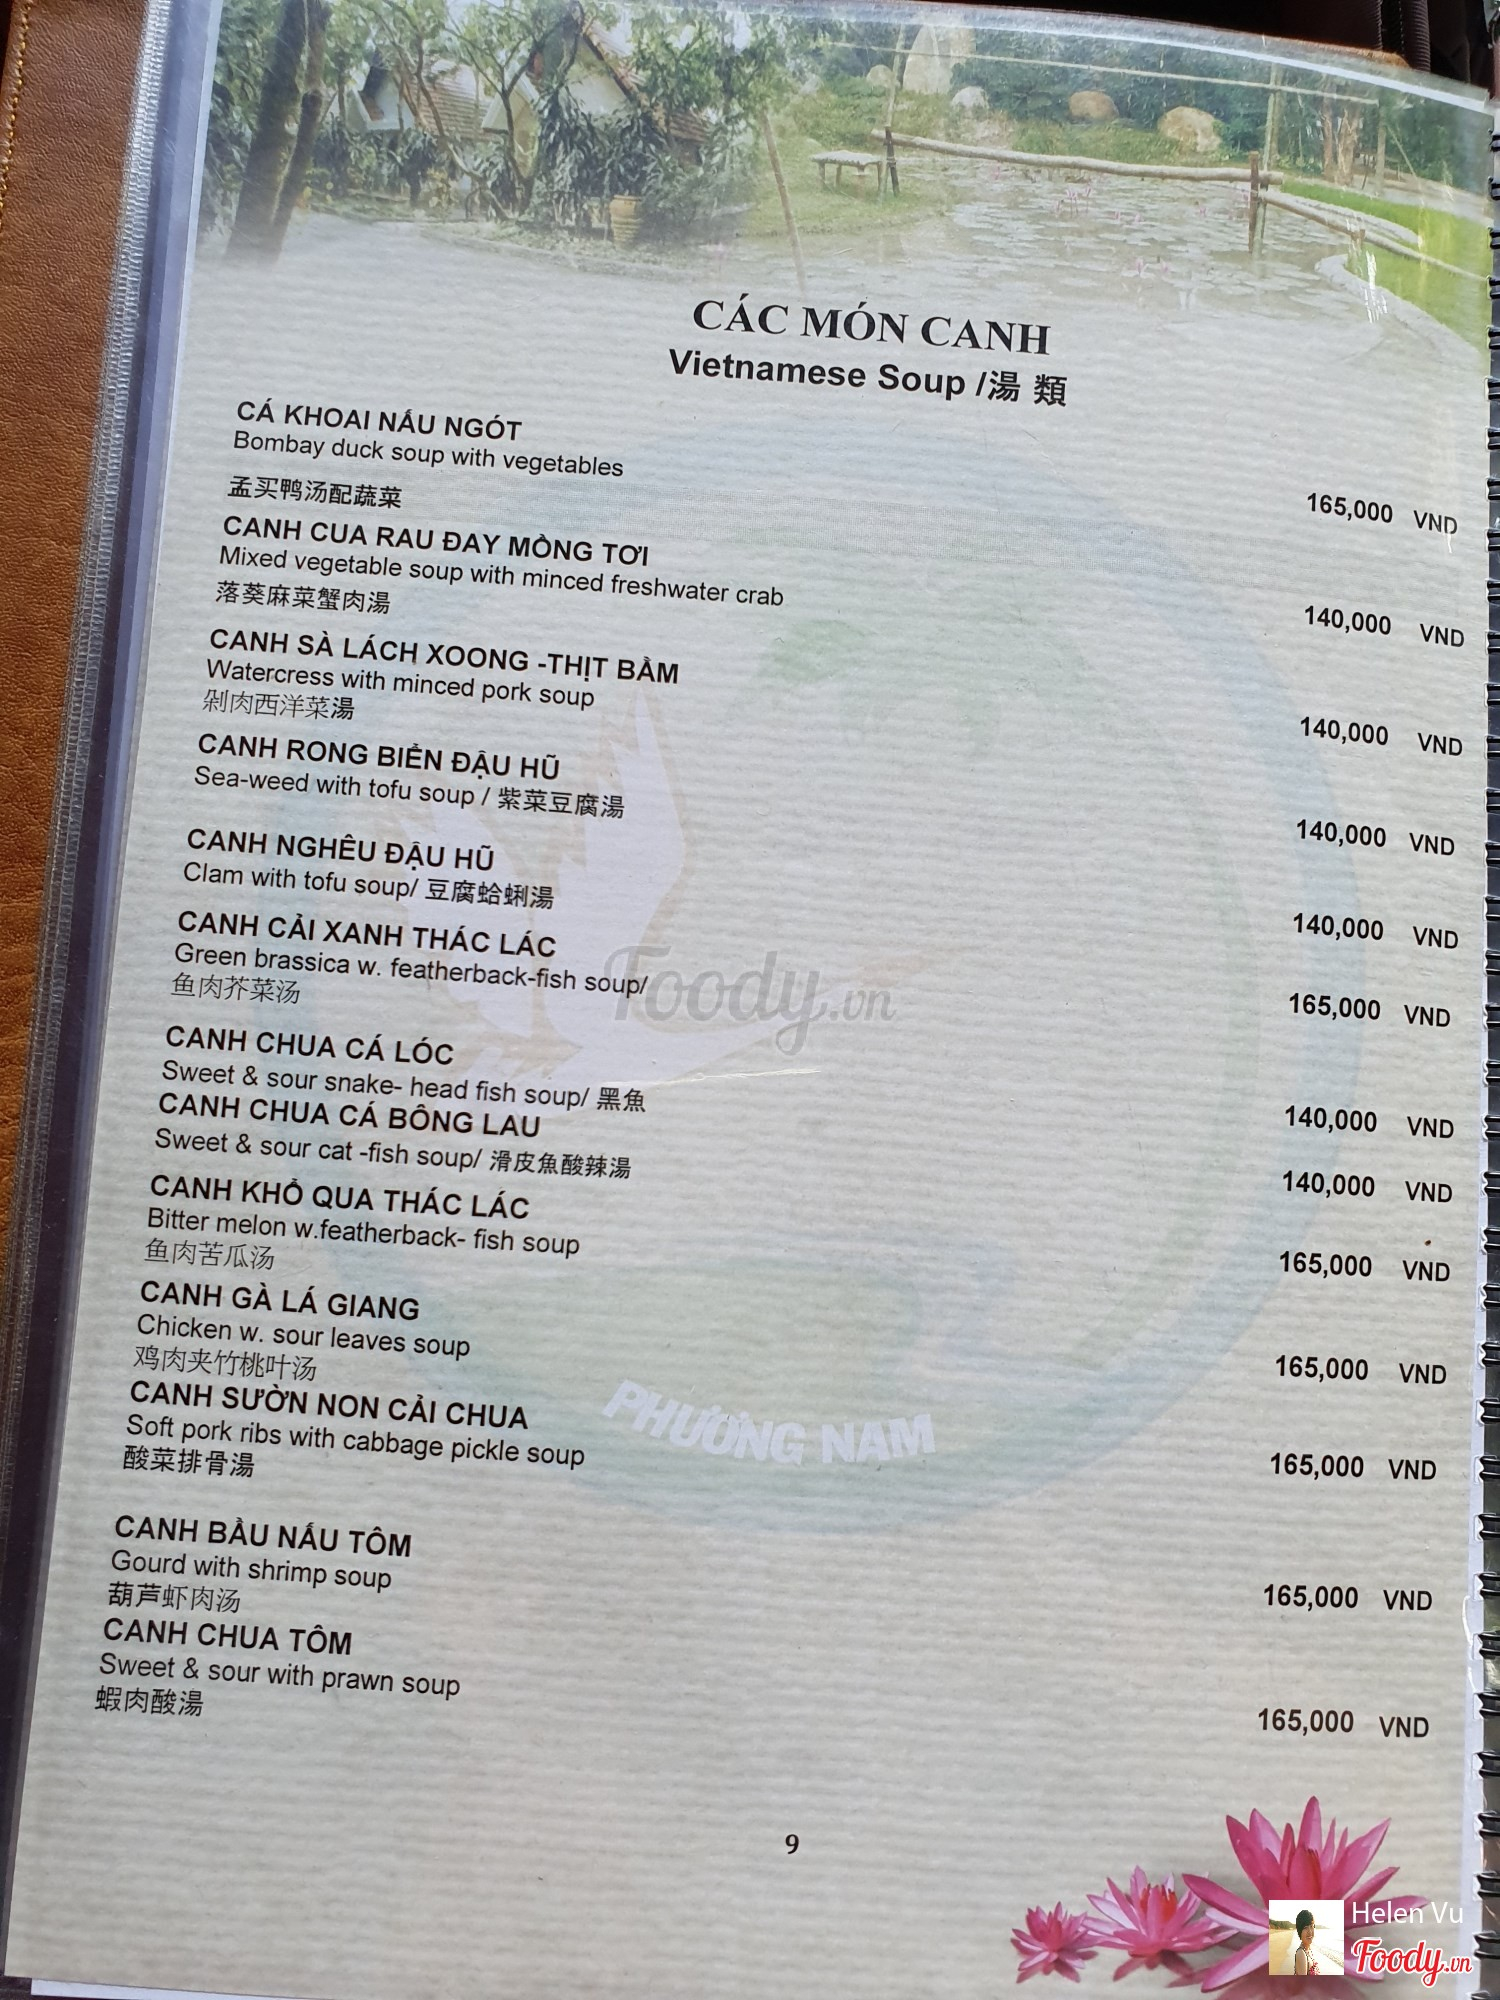 CÁC MÓN CANH
Vietnamese Soup /湯 類
CÁ KHOAI NẤU NGÓT
Bombay duck soup with vegetables
165,000 VND
孟买鸭汤配蔬菜
CANH CUA RAU ĐAY MỒNG TƠI
Mixed vegetable soup with minced freshwater crab
140,000 VND
落葵麻菜蟹肉湯
CANH SÀ LÁCH XOONG -THỊT BẰM
Watercress with minced pork soup
140,000 VND
剁肉西洋菜湯
CANH RONG BIỂN ĐẬU HŨ
Sea-weed with tofu soup / 紫菜豆腐湯
140,000 VND
CANH NGHÊU ĐẬU HŨ
Clam with tofu soup/ 豆腐蛤蜊湯
140,000 VND
CANH CẢI XANH THÁC LÁC
Green brassica w. featherback-fish soup/
165,000 VND
鱼肉芥菜汤
CANH CHUA CÁ LÓC
Sweet & sour snake- head fish soup/ 黑魚
140,000 VND
CANH CHUA CÁ BÔNG LAU
Sweet & sour cat -fish soup/ 滑皮魚酸辣湯
140,000 VND
CANH KHỔ QUA THÁC LÁC
Bitter melon w.featherback- fish soup
165,000 VND
鱼肉苦瓜汤
CANH GÀ LÁ GIANG
Chicken w. sour leaves soup
165,000 VND
鸡肉夹竹桃叶汤
CANH SƯỜN NON CẢI CHUA
Soft pork ribs with cabbage pickle soup
165,000 VND
酸菜排骨湯
CANH BẦU NẤU TÔM
Gourd with shrimp soup
165,000 VND
葫芦虾肉汤
CANH CHUA TÔM
Sweet & sour with prawn soup
165,000 VND
蝦肉酸湯
PHƯƠNG NAM
Foody.vn
9
Helen Vu
Foody.vn